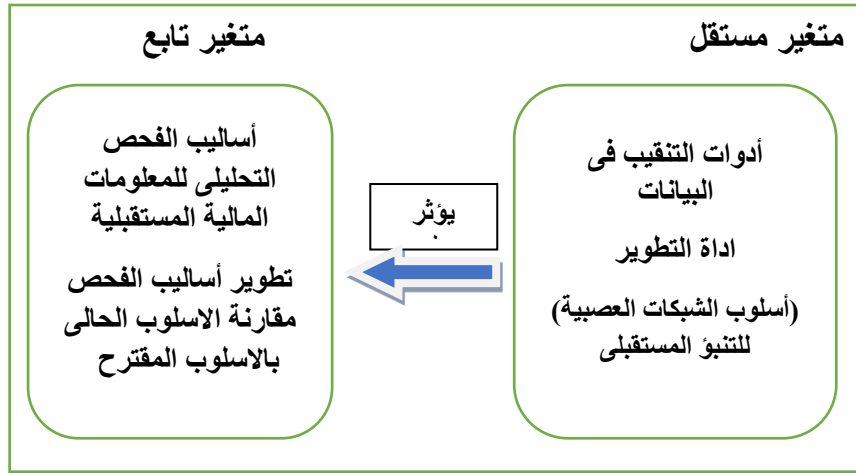 متغير مستقل
متغير تابع
أدوات التنقيب فى
البيانات
اداة التطوير
(أسلوب الشبكات العصبية)
للتنبؤ المستقبلى
يؤثر
أساليب الفحص
التحليلى للمعلومات
المالية المستقبلية
تطوير أساليب الفحص
مقارنة الاسلوب الحالى
بالاسلوب المقترح